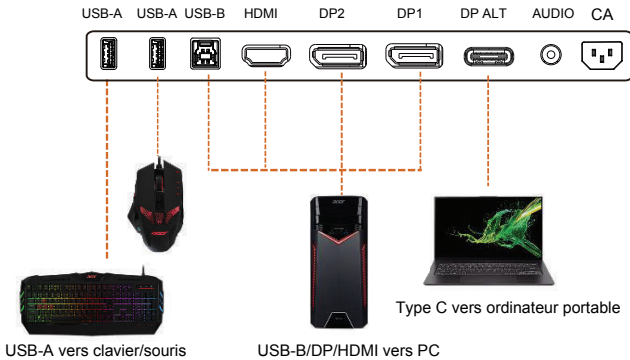 USB-A USB-A USB-B HDMI DP2 DP1 DP ALT AUDIO CA
acer
Type C vers ordinateur portable
USB-A vers clavier/souris USB-B/DP/HDMI vers PC